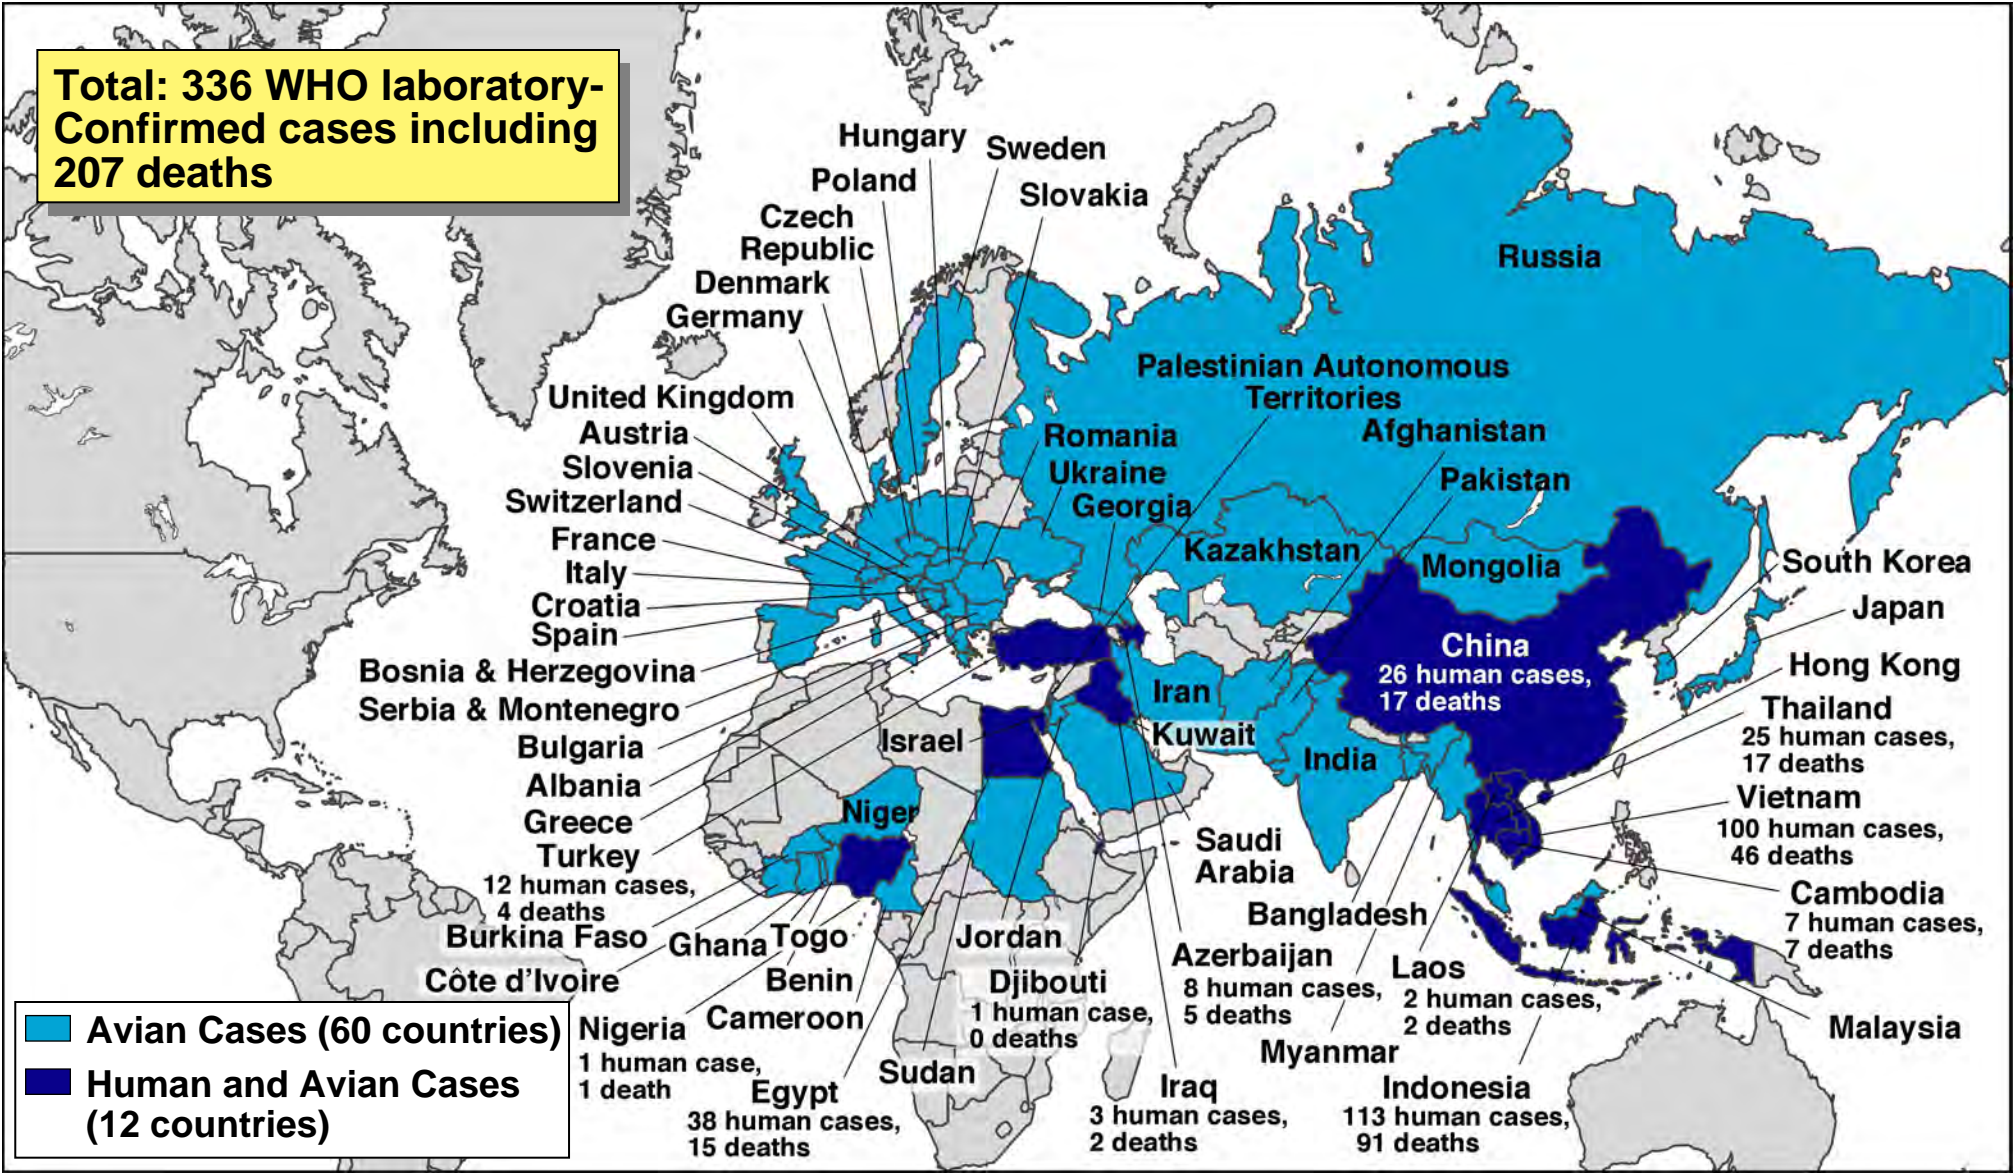 Total: 336 WHO laboratory-
Confirmed cases including
207 deaths
Hungary
Sweden
Poland
Slovakia
Czech
Republic
Denmark
Germany
Russia
Palestinian Autonomous
Territories
United Kingdom
Austria
Slovenia
Switzerland
France
Italy
Croatia
Spain
Bosnia & Herzegovina
Serbia & Montenegro
Bulgaria
Albania
Greece
Turkey
12 human cases,
4 deaths
Romania
Ukraine
Georgia
Afghanistan
Pakistan
Kazakhstan
Mongolia
South Korea
Japan
China
26 human cases,
17 deaths
Hong Kong
Iran
Kuwait
Israel
India
Thailand
25 human cases,
17 deaths
Vietnam
100 human cases,
46 deaths
Niger
Saudi
Arabia
Cambodia
7 human cases,
7 deaths
Burkina Faso
Ghana
Togo
Jordan
Bangladesh
Azerbaijan
8 human cases,
5 deaths
Laos
2 human cases,
2 deaths
Côte d’Ivoire
Benin
Djibouti
1 human case,
0 deaths
Cameroon
Nigeria
1 human case,
1 death
Malaysia
Myanmar
Sudan
Egypt
38 human cases,
15 deaths
Iraq
3 human cases,
2 deaths
Indonesia
113 human cases,
91 deaths
Avian Cases (60 countries)
Human and Avian Cases
(12 countries)